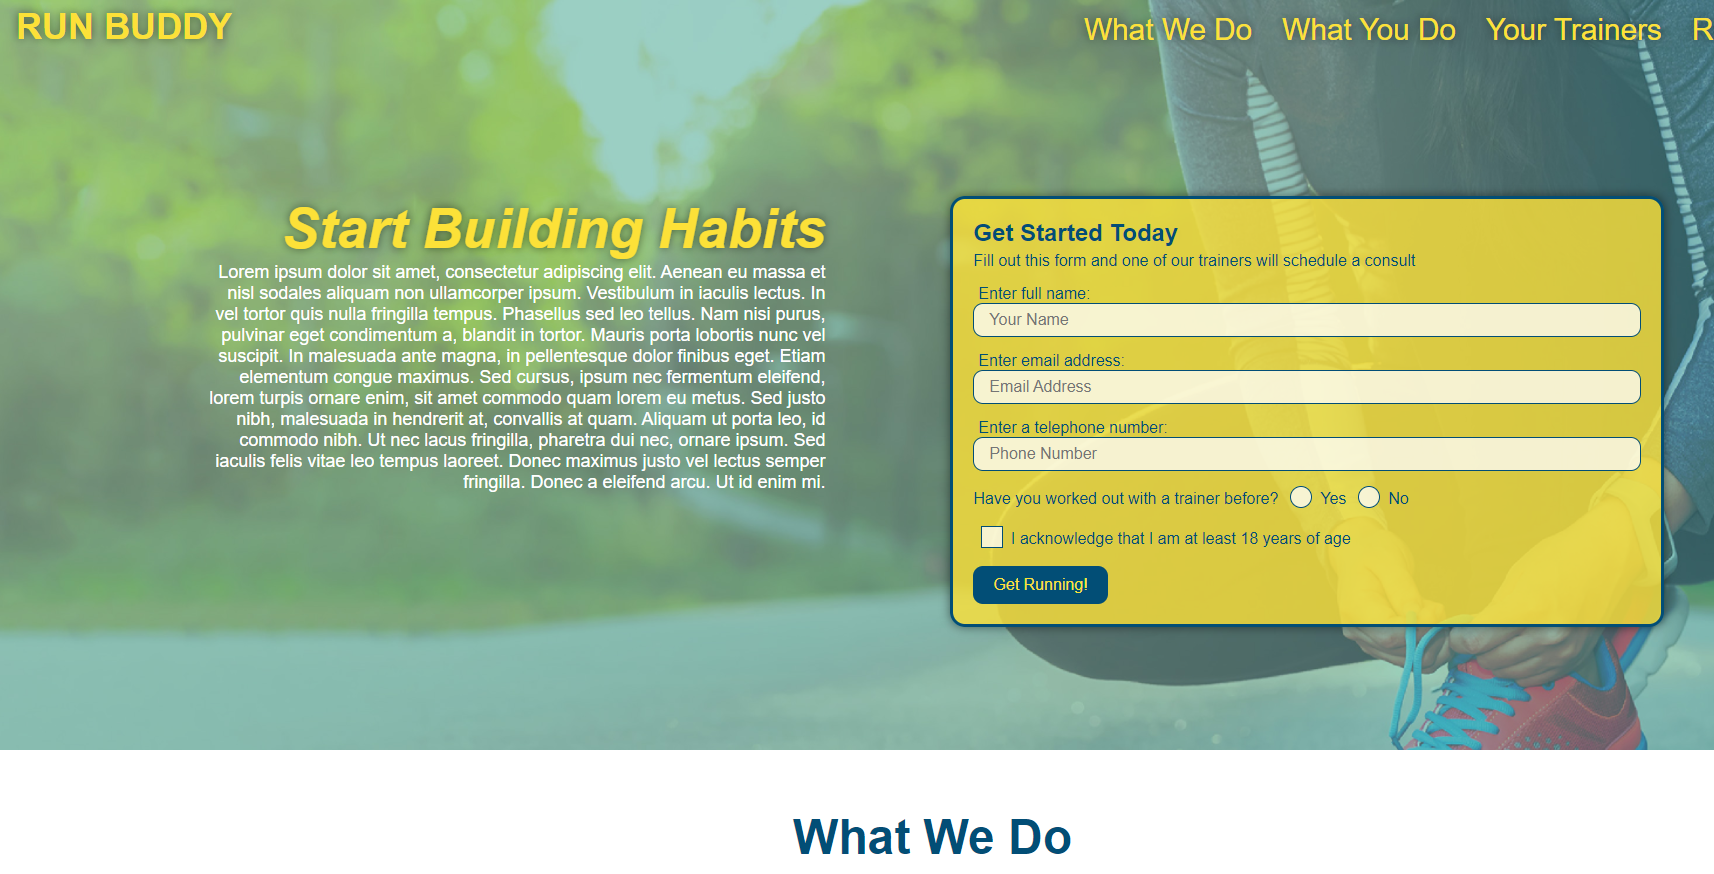 RUN BUDDY
What We Do What You Do Your Trainers R
Start Building Habits
Lorem ipsum dolor sit amet, consectetur adipiscing elit. Aenean eu massa et
nisl sodales aliquam non ullamcorper ipsum. Vestibulum in iaculis lectus. In
vel tortor quis nulla fringilla tempus. Phasellus sed leo tellus. Nam nisi purus,
pulvinar eget condimentum a, blandit in tortor. Mauris porta lobortis nunc vel
suscipit. In malesuada ante magna, in pellentesque dolor finibus eget. Etiam
elementum congue maximus. Sed cursus, ipsum nec fermentum eleifend,
lorem turpis ornare enim, sit amet commodo quam lorem eu metus. Sed justo
nibh, malesuada in hendrerit at, convallis at quam. Aliquam ut porta leo, id
commodo nibh. Ut nec lacus fringilla, pharetra dui nec, ornare ipsum. Sed
iaculis felis vitae leo tempus laoreet. Donec maximus justo vel lectus semper
fringilla. Donec a eleifend arcu. Ut id enim mi.
Get Started Today
Fill out this form and one of our trainers will schedule a consult
Enter full name:
Your Name
Enter email address:
Email Address
Enter a telephone number:
Phone Number
Have you worked out with a trainer before? Yes No
I acknowledge that I am at least 18 years of age
Get Running!
What We Do